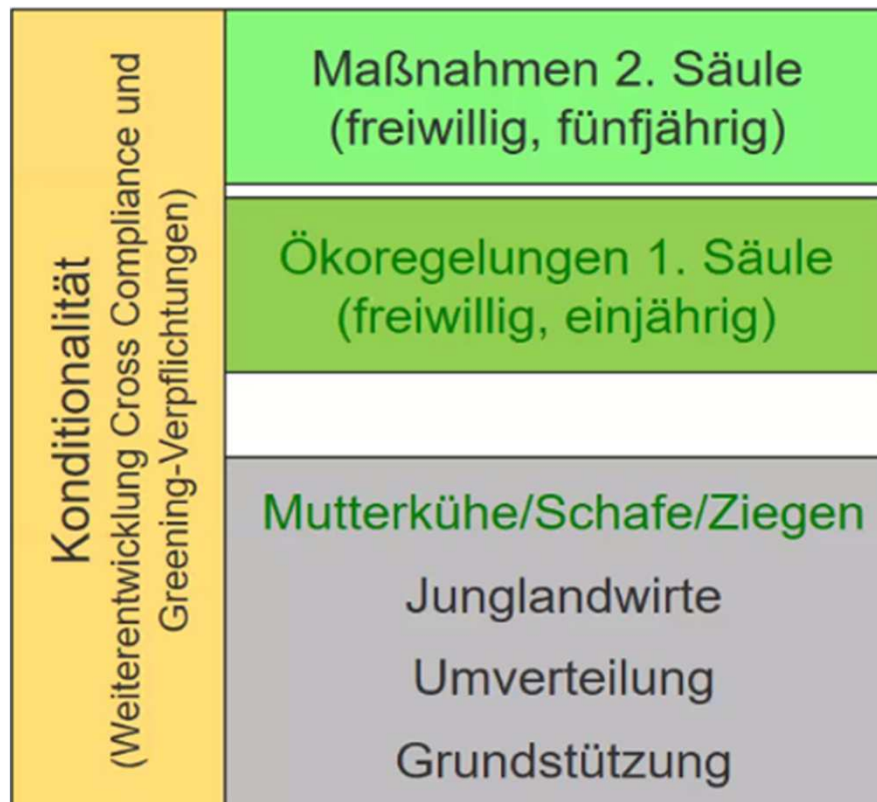 Konditionalität
(Weiterentwicklung Cross Compliance und
Greening-Verpflichtungen)
Maßnahmen 2. Säule
(freiwillig, fünfjährig)
Ökoregelungen 1. Säule
(freiwillig, einjährig)
Mutterkühe/Schafe/Ziegen
Junglandwirte
Umverteilung
Grundstützung